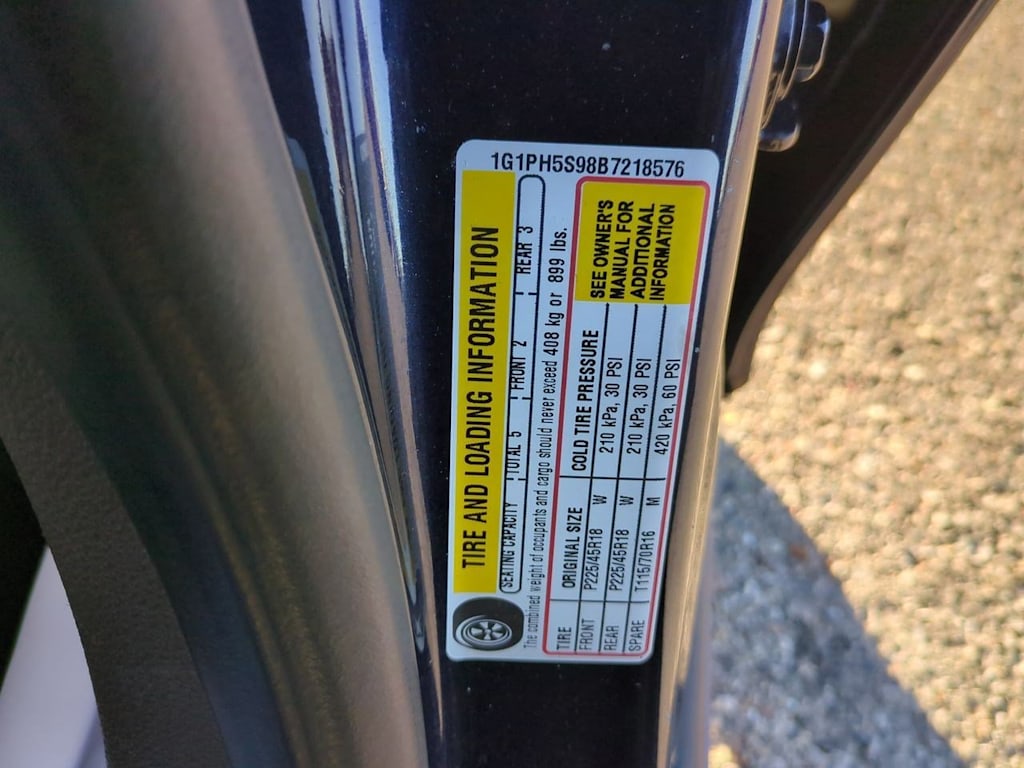 1G1PH5S98B7218576
TIRE AND LOADING INFORMATION
SEATING CAPACITY TOTAL 5 FRONT 2 REAR 3
The combined weight of occupants and cargo should never exceed 408 kg or 899 lbs.
TIRE ORIGINAL SIZE COLD TIRE PRESSURE
FRONT P225/45R18 W 210 kPa, 30 PSI
REAR P225/45R18 W 210 kPa, 30 PSI
SPARE T115/70R16 M 420 kPa, 60 PSI
SEE OWNER'S
MANUAL FOR
ADDITIONAL
INFORMATION